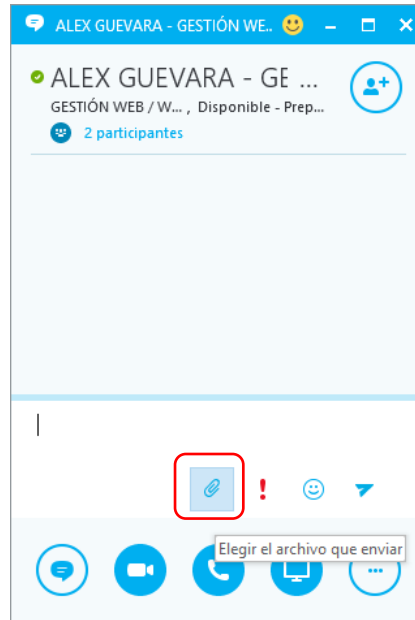 ALEX GUEVARA - GESTIÓN WE..
ALEX GUEVARA - GE ...
GESTIÓN WEB / W... , Disponible - Prep...
2 participantes
Elegir el archivo que enviar